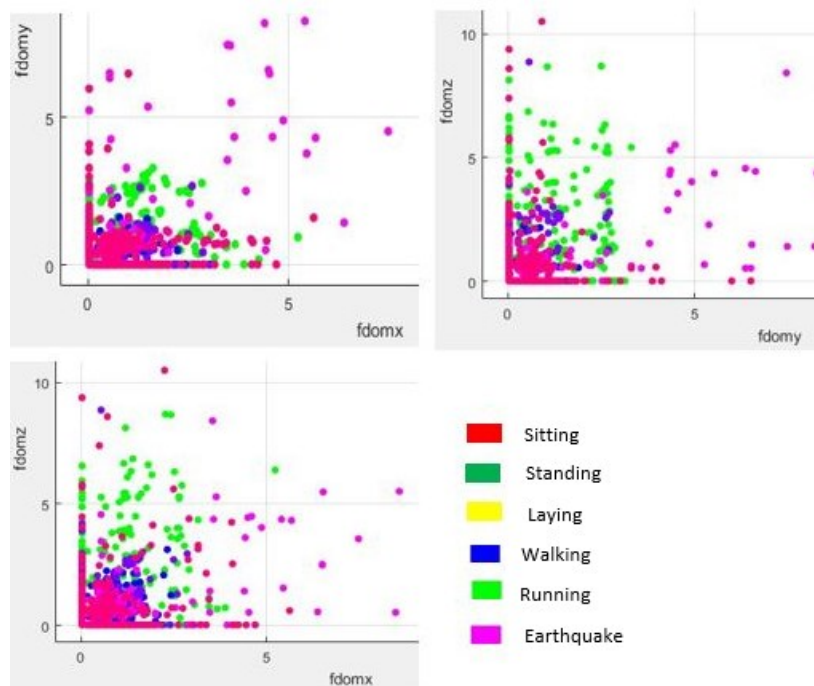 fdomy
5
0
0
5
fdomx
fdomz
10
5
0
0
5
fdomy
fdomz
10
5
0
0
5
fdomx
Sitting
Standing
Laying
Walking
Running
Earthquake